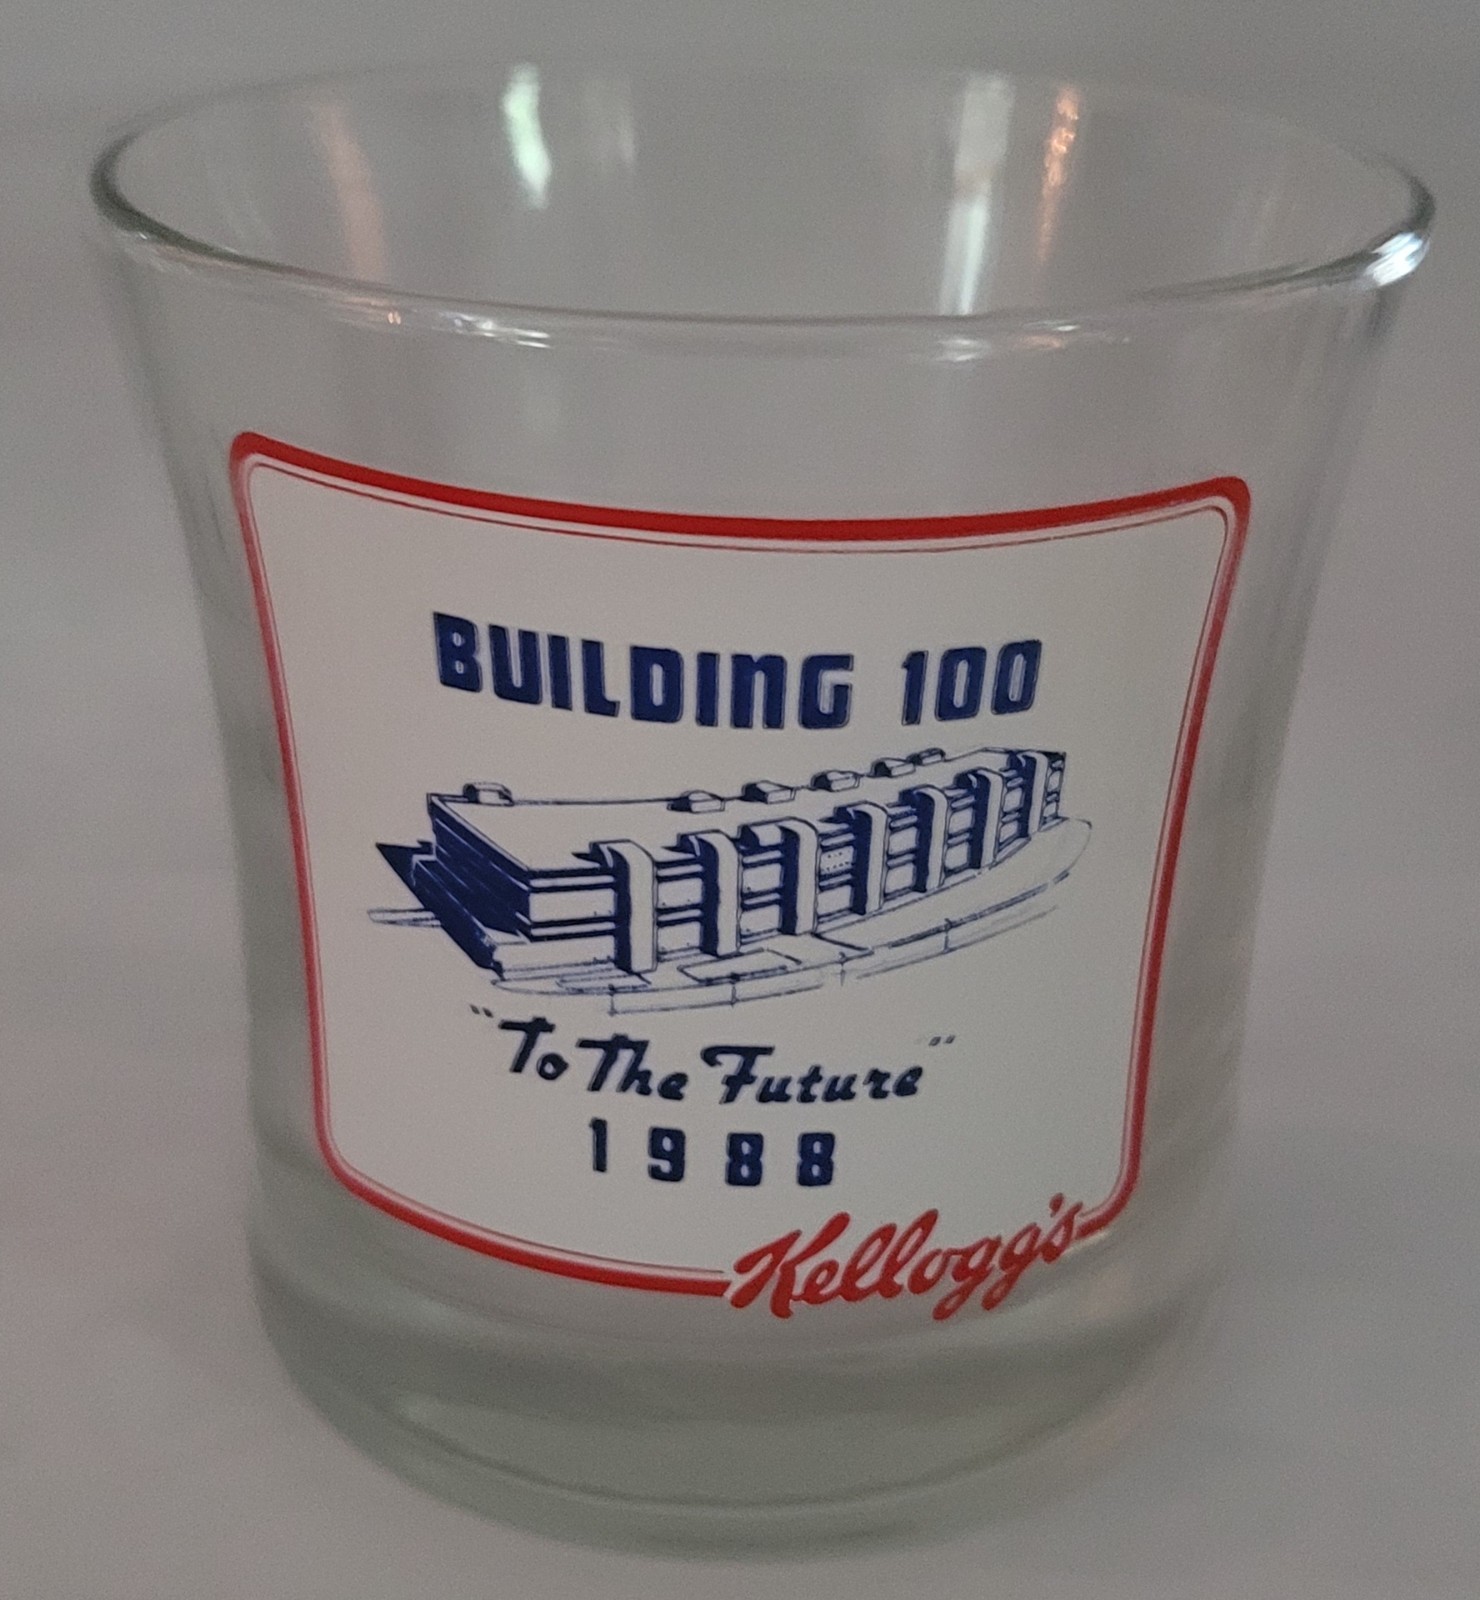 BUILDING 100
"To The Future"
1988
Kellogg's